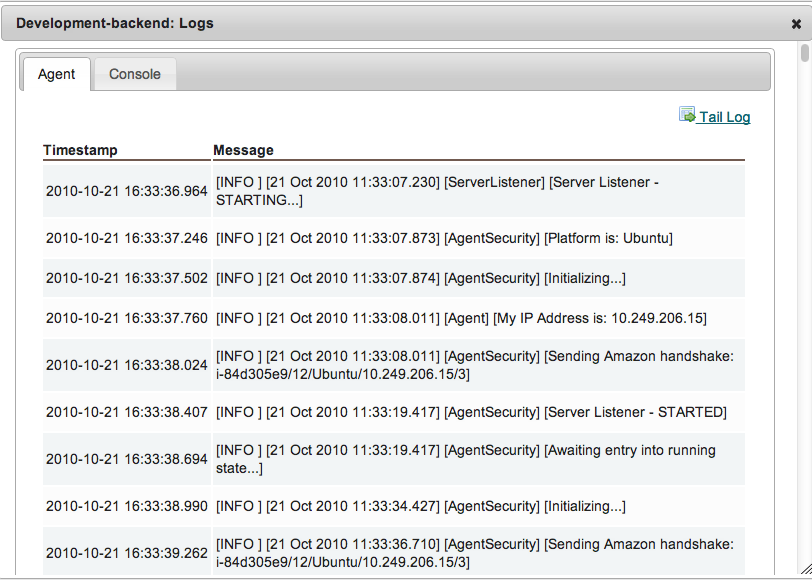 Development-backend: Logs
Agent
Console
Tail Log
Timestamp Message
2010-10-21 16:33:36.964 [INFO ] [21 Oct 2010 11:33:07.230] [ServerListener] [Server Listener -
STARTING...]
2010-10-21 16:33:37.246 [INFO ] [21 Oct 2010 11:33:07.873] [AgentSecurity] [Platform is: Ubuntu]
2010-10-21 16:33:37.502 [INFO ] [21 Oct 2010 11:33:07.874] [AgentSecurity] [Initializing...]
2010-10-21 16:33:37.760 [INFO ] [21 Oct 2010 11:33:08.011] [Agent] [My IP Address is: 10.249.206.15]
2010-10-21 16:33:38.024 [INFO ] [21 Oct 2010 11:33:08.011] [AgentSecurity] [Sending Amazon handshake:
i-84d305e9/12/Ubuntu/10.249.206.15/3]
2010-10-21 16:33:38.407 [INFO ] [21 Oct 2010 11:33:19.417] [AgentSecurity] [Server Listener - STARTED]
2010-10-21 16:33:38.694 [INFO ] [21 Oct 2010 11:33:19.417] [AgentSecurity] [Awaiting entry into running
state...]
2010-10-21 16:33:38.990 [INFO ] [21 Oct 2010 11:33:34.427] [AgentSecurity] [Initializing...]
2010-10-21 16:33:39.262 [INFO ] [21 Oct 2010 11:33:36.710] [AgentSecurity] [Sending Amazon handshake:
i-84d305e9/12/Ubuntu/10.249.206.15/3]